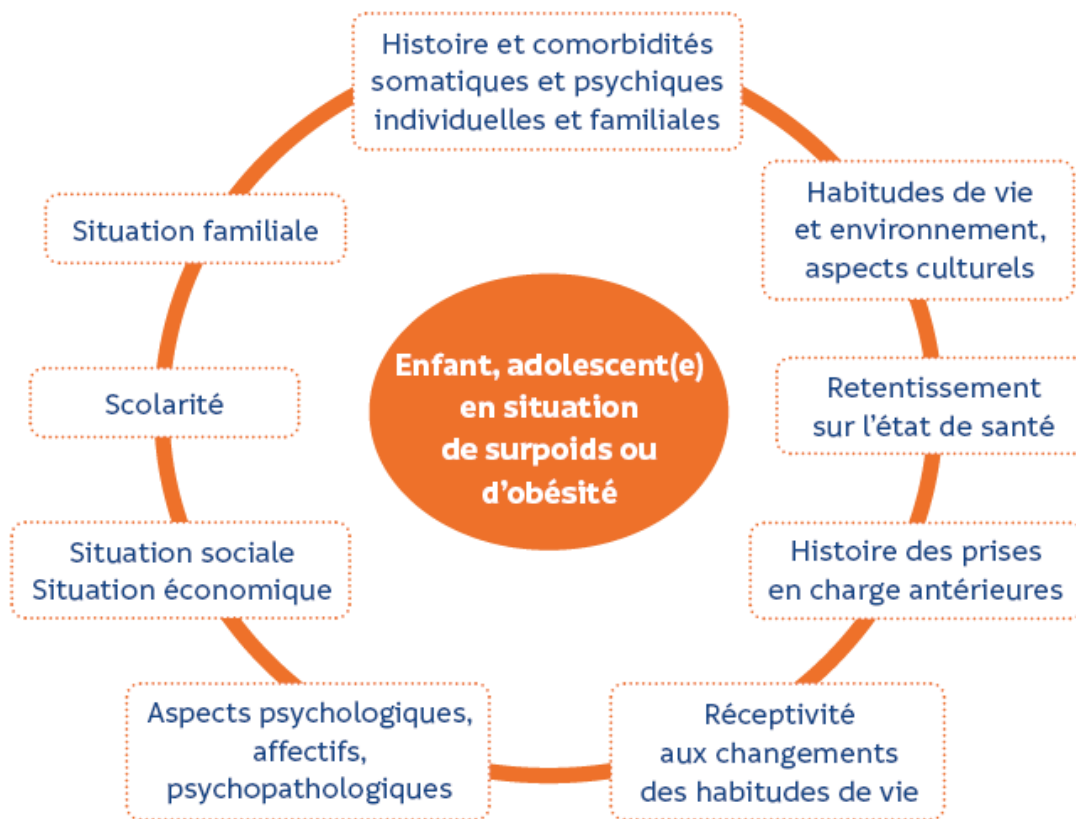 Histoire et comorbidités
somatiques et psychiques
individuelles et familiales
Habitudes de vie
et environnement,
aspects culturels
Retentissement
sur l'état de santé
Histoire des prises
en charge antérieures
Réceptivité
aux changements
des habitudes de vie
Aspects psychologiques,
affectifs,
psychopathologiques
Situation sociale
Situation économique
Scolarité
Situation familiale
Enfant, adolescent(e)
en situation
de surpoids ou
d'obésité